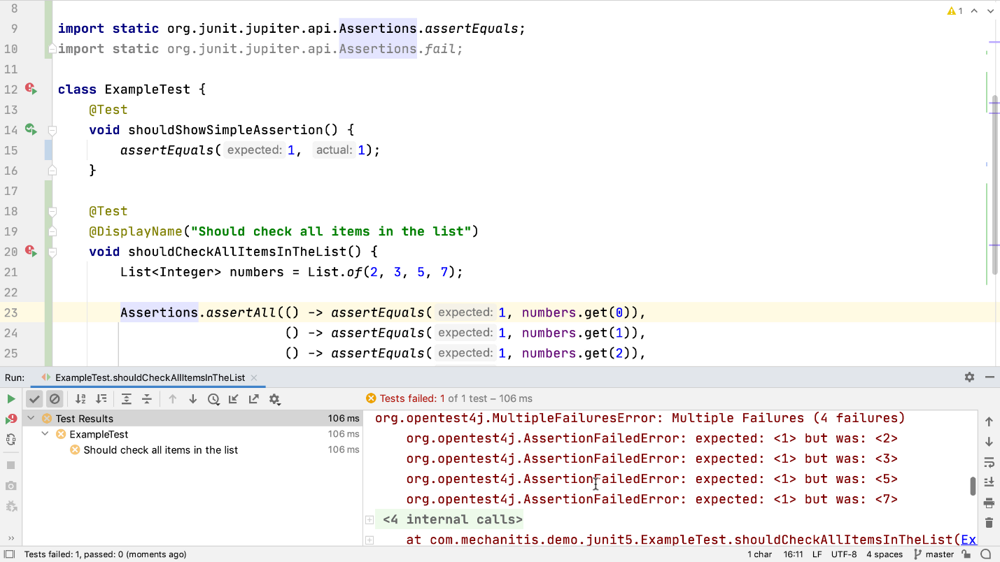 8
9 import static org.junit.jupiter.api.Assertions.assertEquals;
10 import static org.junit.jupiter.api.Assertions.fail;
11
12 class ExampleTest {
13 @Test
14 void shouldShowSimpleAssertion() {
15 assertEquals( expected: 1, actual: 1);
16 }
17
18 @Test
19 @DisplayName("Should check all items in the list")
20 void shouldCheckAllItemsInTheList() {
21 List<Integer> numbers = List.of(2, 3, 5, 7);
22
23 Assertions.assertAll(() -> assertEquals( expected: 1, numbers.get(0)),
24 () -> assertEquals( expected: 1, numbers.get(1)),
25 () -> assertEquals( expected: 1, numbers.get(2)),
1
Run: ExampleTest.shouldCheckAllItemsInTheList
Tests failed: 1 of 1 test – 106 ms
Test Results 106 ms
ExampleTest 106 ms
Should check all items in the list 106 ms
org.opentest4j.MultipleFailuresError: Multiple Failures (4 failures)
org.opentest4j.AssertionFailedError: expected: <1> but was: <2>
org.opentest4j.AssertionFailedError: expected: <1> but was: <3>
org.opentest4j.AssertionFailedError: expected: <1> but was: <5>
org.opentest4j.AssertionFailedError: expected: <1> but was: <7>
<4 internal calls>
at com.mechanitis.demo.junit5.ExampleTest.shouldCheckAllItemsInTheList(Ex
Tests failed: 1, passed: 0 (moments ago) 1 char 16:11 LF UTF-8 4 spaces master